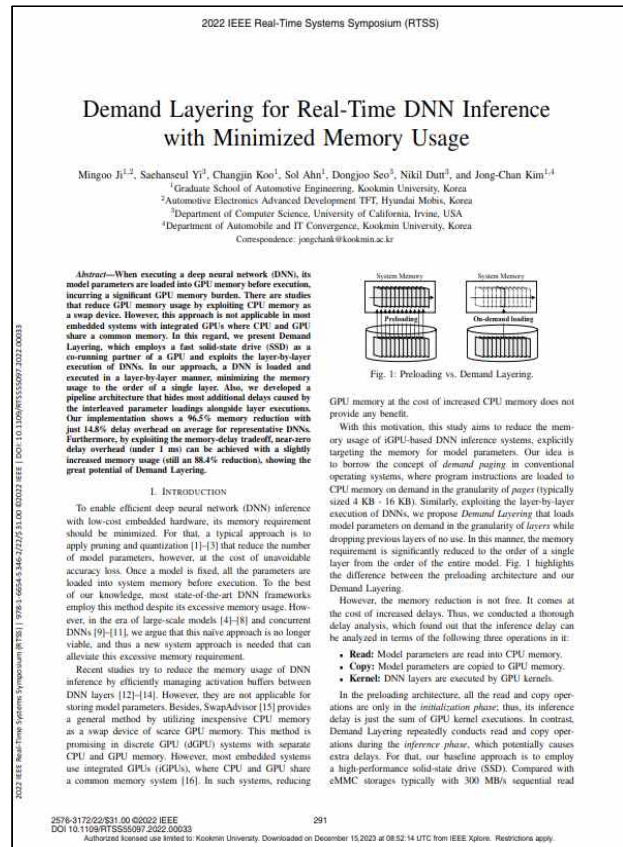 2022 IEEE Real-Time Systems Symposium (RTSS)
Demand Layering for Real-Time DNN Inference
with Minimized Memory Usage
Mingoo Ji1,2, Saehanseul Yi3, Changjin Koo1, Sol Ahn1, Dongjoo Seo3, Nikil Dutt3, and Jong-Chan Kim1,4
1Graduate School of Automotive Engineering, Kookmin University, Korea
2Automotive Electronics Advanced Development TFT, Hyundai Mobis, Korea
3Department of Computer Science, University of California, Irvine, USA
4Department of Automobile and IT Convergence, Kookmin University, Korea
Correspondence: jongchank@kookmin.ac.kr
Abstract—When executing a deep neural network (DNN), its
model parameters are loaded into GPU memory before execution,
incurring a significant GPU memory burden. There are studies
that reduce GPU memory usage by exploiting CPU memory as
a swap device. However, this approach is not applicable in most
embedded systems with integrated GPUs where CPU and GPU
share a common memory. In this regard, we present Demand
Layering, which employs a fast solid-state drive (SSD) as a
co-running partner of a GPU and exploits the layer-by-layer
execution of DNNs. In our approach, a DNN is loaded and
executed in a layer-by-layer manner, minimizing the memory
usage to the order of a single layer. Also, we developed a
pipeline architecture that hides most additional delays caused by
the interleaved parameter loadings alongside layer executions.
Our implementation shows a 96.5% memory reduction with
just 14.8% delay overhead on average for representative DNNs.
Furthermore, by exploiting the memory-delay tradeoff, near-zero
delay overhead (under 1 ms) can be achieved with a slightly
increased memory usage (still an 88.4% reduction), showing the
great potential of Demand Layering.
I. INTRODUCTION
To enable efficient deep neural network (DNN) inference
with low-cost embedded hardware, its memory requirement
should be minimized. For that, a typical approach is to
apply pruning and quantization [1]–[3] that reduce the number
of model parameters, however, at the cost of unavoidable
accuracy loss. Once a model is fixed, all the parameters are
loaded into system memory before execution. To the best
of our knowledge, most state-of-the-art DNN frameworks
employ this method despite its excessive memory usage. How-
ever, in the era of large-scale models [4]–[8] and concurrent
DNNs [9]–[11], we argue that this naïve approach is no longer
viable, and thus a new system approach is needed that can
alleviate this excessive memory requirement.
Recent studies try to reduce the memory usage of DNN
inference by efficiently managing activation buffers between
DNN layers [12]–[14]. However, they are not applicable for
storing model parameters. Besides, SwapAdvisor [15] provides
a general method by utilizing inexpensive CPU memory
as a swap device of scarce GPU memory. This method is
promising in discrete GPU (dGPU) systems with separate
CPU and GPU memory. However, most embedded systems
use integrated GPUs (iGPUs), where CPU and GPU share
a common memory system [16]. In such systems, reducing
System Memory
System Memory
Preloading
On-demand loading
Fig. 1: Preloading vs. Demand Layering.
GPU memory at the cost of increased CPU memory does not
provide any benefit.
With this motivation, this study aims to reduce the mem-
ory usage of iGPU-based DNN inference systems, explicitly
targeting the memory for model parameters. Our idea is
to borrow the concept of demand paging in conventional
operating systems, where program instructions are loaded to
CPU memory on demand in the granularity of pages (typically
sized 4 KB - 16 KB). Similarly, exploiting the layer-by-layer
execution of DNNs, we propose Demand Layering that loads
model parameters on demand in the granularity of layers while
dropping previous layers of no use. In this manner, the memory
requirement is significantly reduced to the order of a single
layer from the order of the entire model. Fig. 1 highlights
the difference between the preloading architecture and our
Demand Layering.
However, the memory reduction is not free. It comes at
the cost of increased delays. Thus, we conducted a thorough
delay analysis, which found out that the inference delay can
be analyzed in terms of the following three operations in it:
• Read: Model parameters are read into CPU memory.
• Copy: Model parameters are copied to GPU memory.
• Kernel: DNN layers are executed by GPU kernels.
In the preloading architecture, all the read and copy oper-
ations are only in the initialization phase; thus, its inference
delay is just the sum of GPU kernel executions. In contrast,
Demand Layering repeatedly conducts read and copy oper-
ations during the inference phase, which potentially causes
extra delays. For that, our baseline approach is to employ
a high-performance solid-state drive (SSD). Compared with
eMMC storages typically with 300 MB/s sequential read
2022 IEEE Real-Time Systems Symposium (RTSS) | 978-1-6654-5346-2/22/$31.00 ©2022 IEEE | DOI: 10.1109/RTSS55097.2022.00033
2576-3172/22/$31.00 ©2022 IEEE
DOI 10.1109/RTSS55097.2022.00033
291
Authorized licensed use limited to: Kookmin University. Downloaded on December 15,2023 at 08:52:14 UTC from IEEE Xplore. Restrictions apply.